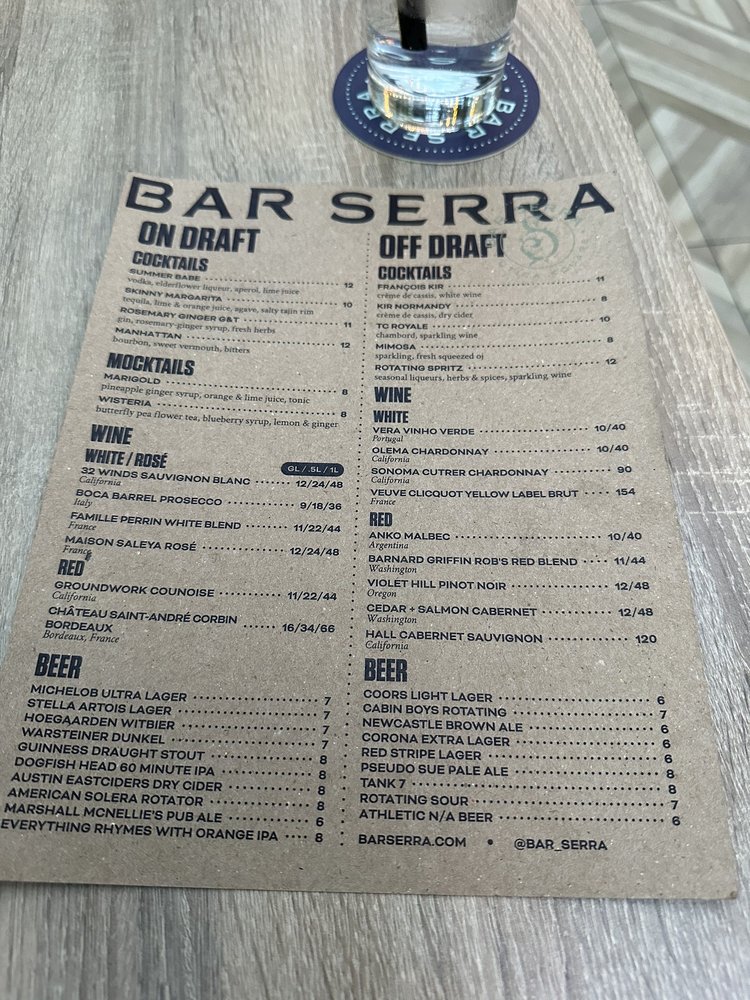 BAR SERRA
BAR SERRA
ON DRAFT
COCKTAILS
SUMMER BABE 12
vodka, elderflower liqueur, aperol, lime juice
SKINNY MARGARITA 10
tequila, lime & orange juice, agave, salty tajin rim
ROSEMARY GINGER G&T 11
gin, rosemary-ginger syrup, fresh herbs
MANHATTAN 12
bourbon, sweet vermouth, bitters
MOCKTAILS
MARIGOLD 8
pineapple ginger syrup, orange & lime juice, tonic
WISTERIA 8
butterfly pea flower tea, blueberry syrup, lemon & ginger
WINE
WHITE / ROSÉ GL / .5L / 1L
32 WINDS SAUVIGNON BLANC 12/24/48
California
BOCA BARREL PROSECCO 9/18/36
Italy
FAMILLE PERRIN WHITE BLEND 11/22/44
France
MAISON SALEYA ROSÉ 12/24/48
France
RED
GROUNDWORK COUNOISE 11/22/44
California
CHÂTEAU SAINT-ANDRÉ CORBIN
BORDEAUX 16/34/66
Bordeaux, France
BEER
MICHELOB ULTRA LAGER 7
STELLA ARTOIS LAGER 7
HOEGAARDEN WITBIER 7
WARSTEINER DUNKEL 7
GUINNESS DRAUGHT STOUT 8
DOGFISH HEAD 60 MINUTE IPA 8
AUSTIN EASTCIDERS DRY CIDER 8
AMERICAN SOLERA ROTATOR 8
MARSHALL MCNELLIE'S PUB ALE 6
EVERYTHING RHYMES WITH ORANGE IPA 8
OFF DRAFT
COCKTAILS
FRANÇOIS KIR 11
crème de cassis, white wine
KIR NORMANDY 8
crème de cassis, dry cider
TC ROYALE 10
chambord, sparkling wine
MIMOSA 8
sparkling, fresh squeezed oj
ROTATING SPRITZ 12
seasonal liqueurs, herbs & spices, sparkling wine
WINE
WHITE
VERA VINHO VERDE 10/40
Portugal
OLEMA CHARDONNAY 10/40
California
SONOMA CUTRER CHARDONNAY 90
California
VEUVE CLICQUOT YELLOW LABEL BRUT 154
France
RED
ANKO MALBEC 10/40
Argentina
BARNARD GRIFFIN ROB'S RED BLEND 11/44
Washington
VIOLET HILL PINOT NOIR 12/48
Oregon
CEDAR + SALMON CABERNET 12/48
Washington
HALL CABERNET SAUVIGNON 120
California
BEER
COORS LIGHT LAGER 6
CABIN BOYS ROTATING 7
NEWCASTLE BROWN ALE 6
CORONA EXTRA LAGER 6
RED STRIPE LAGER 6
PSEUDO SUE PALE ALE 8
TANK 7 8
ROTATING SOUR 7
ATHLETIC N/A BEER 6
BARSERRA.COM • @BAR_SERRA